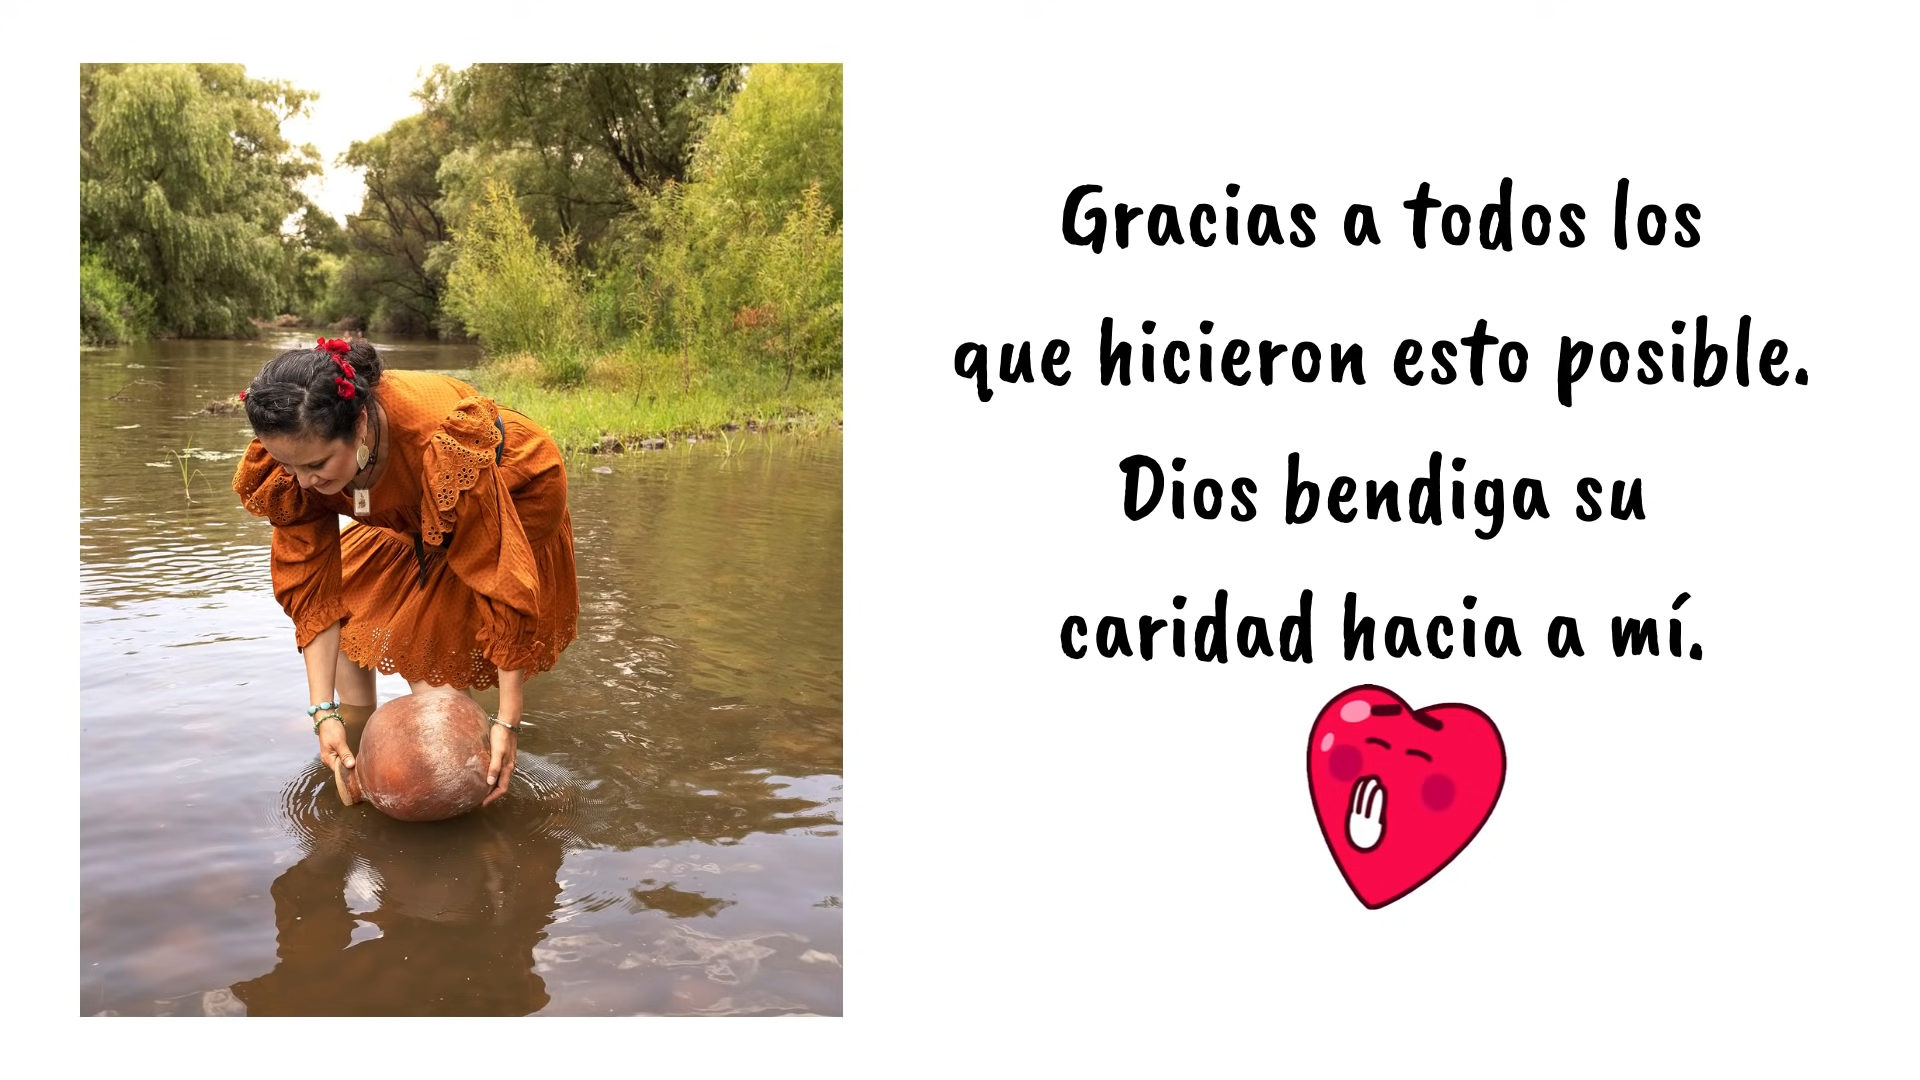 Gracias a todos los
que hicieron esto posible.
Dios bendiga su
caridad hacia a mí.